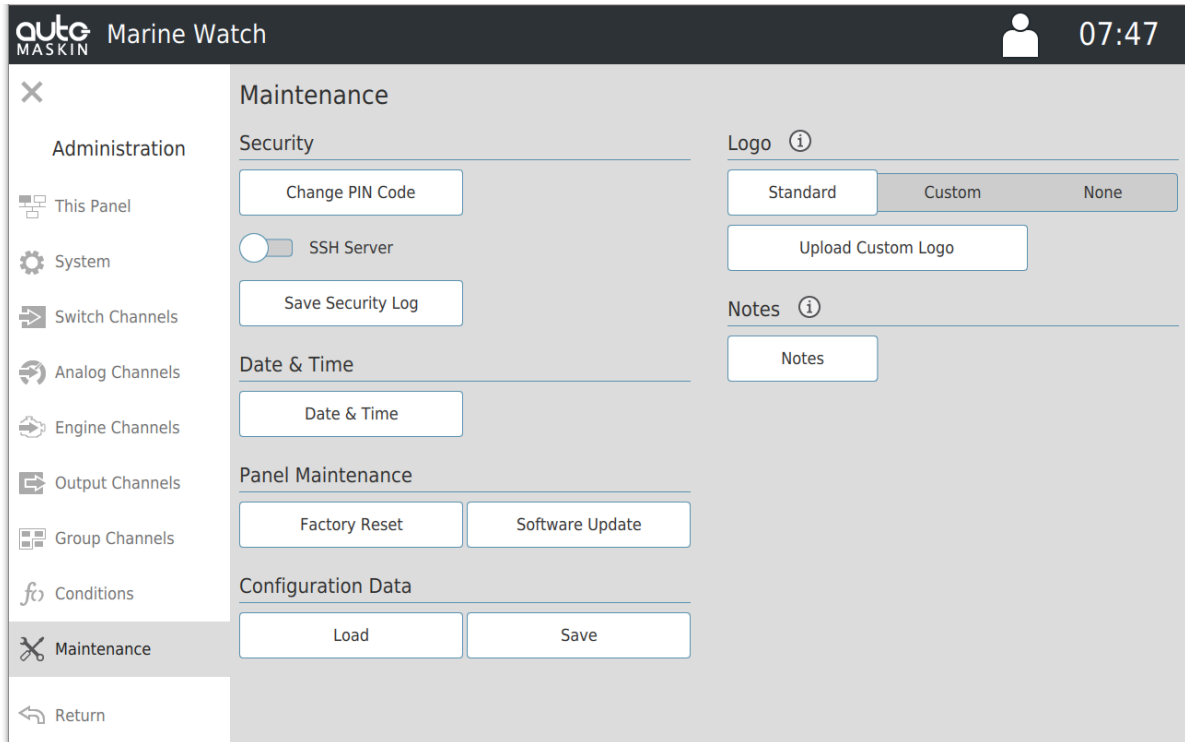 auto MASKIN Marine Watch 07:47
Administration
This Panel
System
Switch Channels
Analog Channels
Engine Channels
Output Channels
Group Channels
f() Conditions
Maintenance
Return
Maintenance
Security
Change PIN Code
SSH Server
Save Security Log
Date & Time
Date & Time
Panel Maintenance
Factory Reset Software Update
Configuration Data
Load Save
Logo i
Standard Custom None
Upload Custom Logo
Notes i
Notes